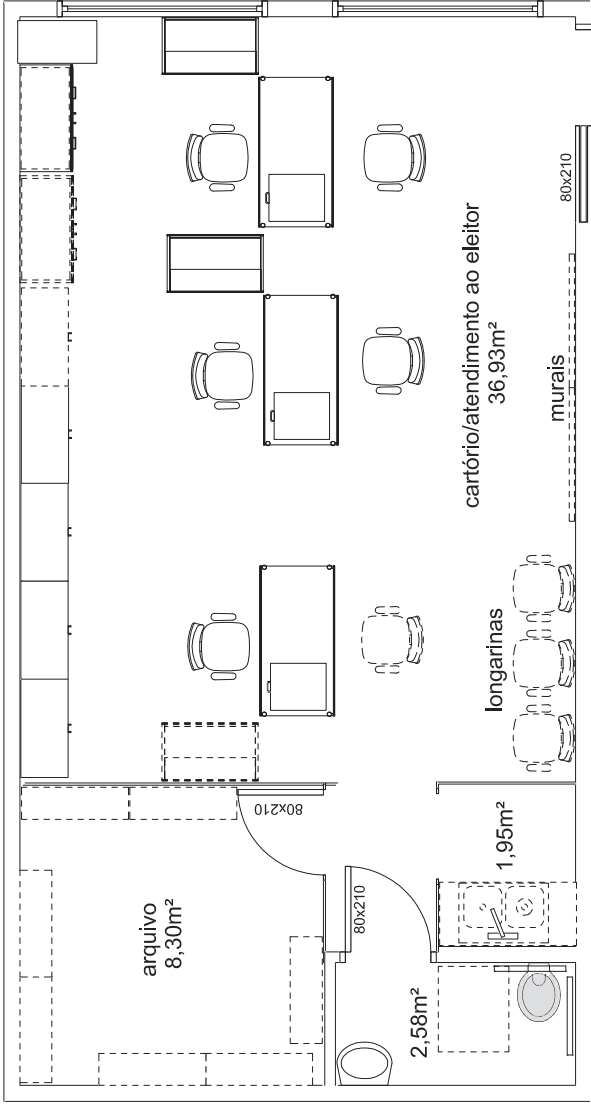 80x210
cartório/atendimento ao eleitor
36,93m²
murais
longarinas
80x210
1,95m²
arquivo
8,30m²
80x210
2,58m²